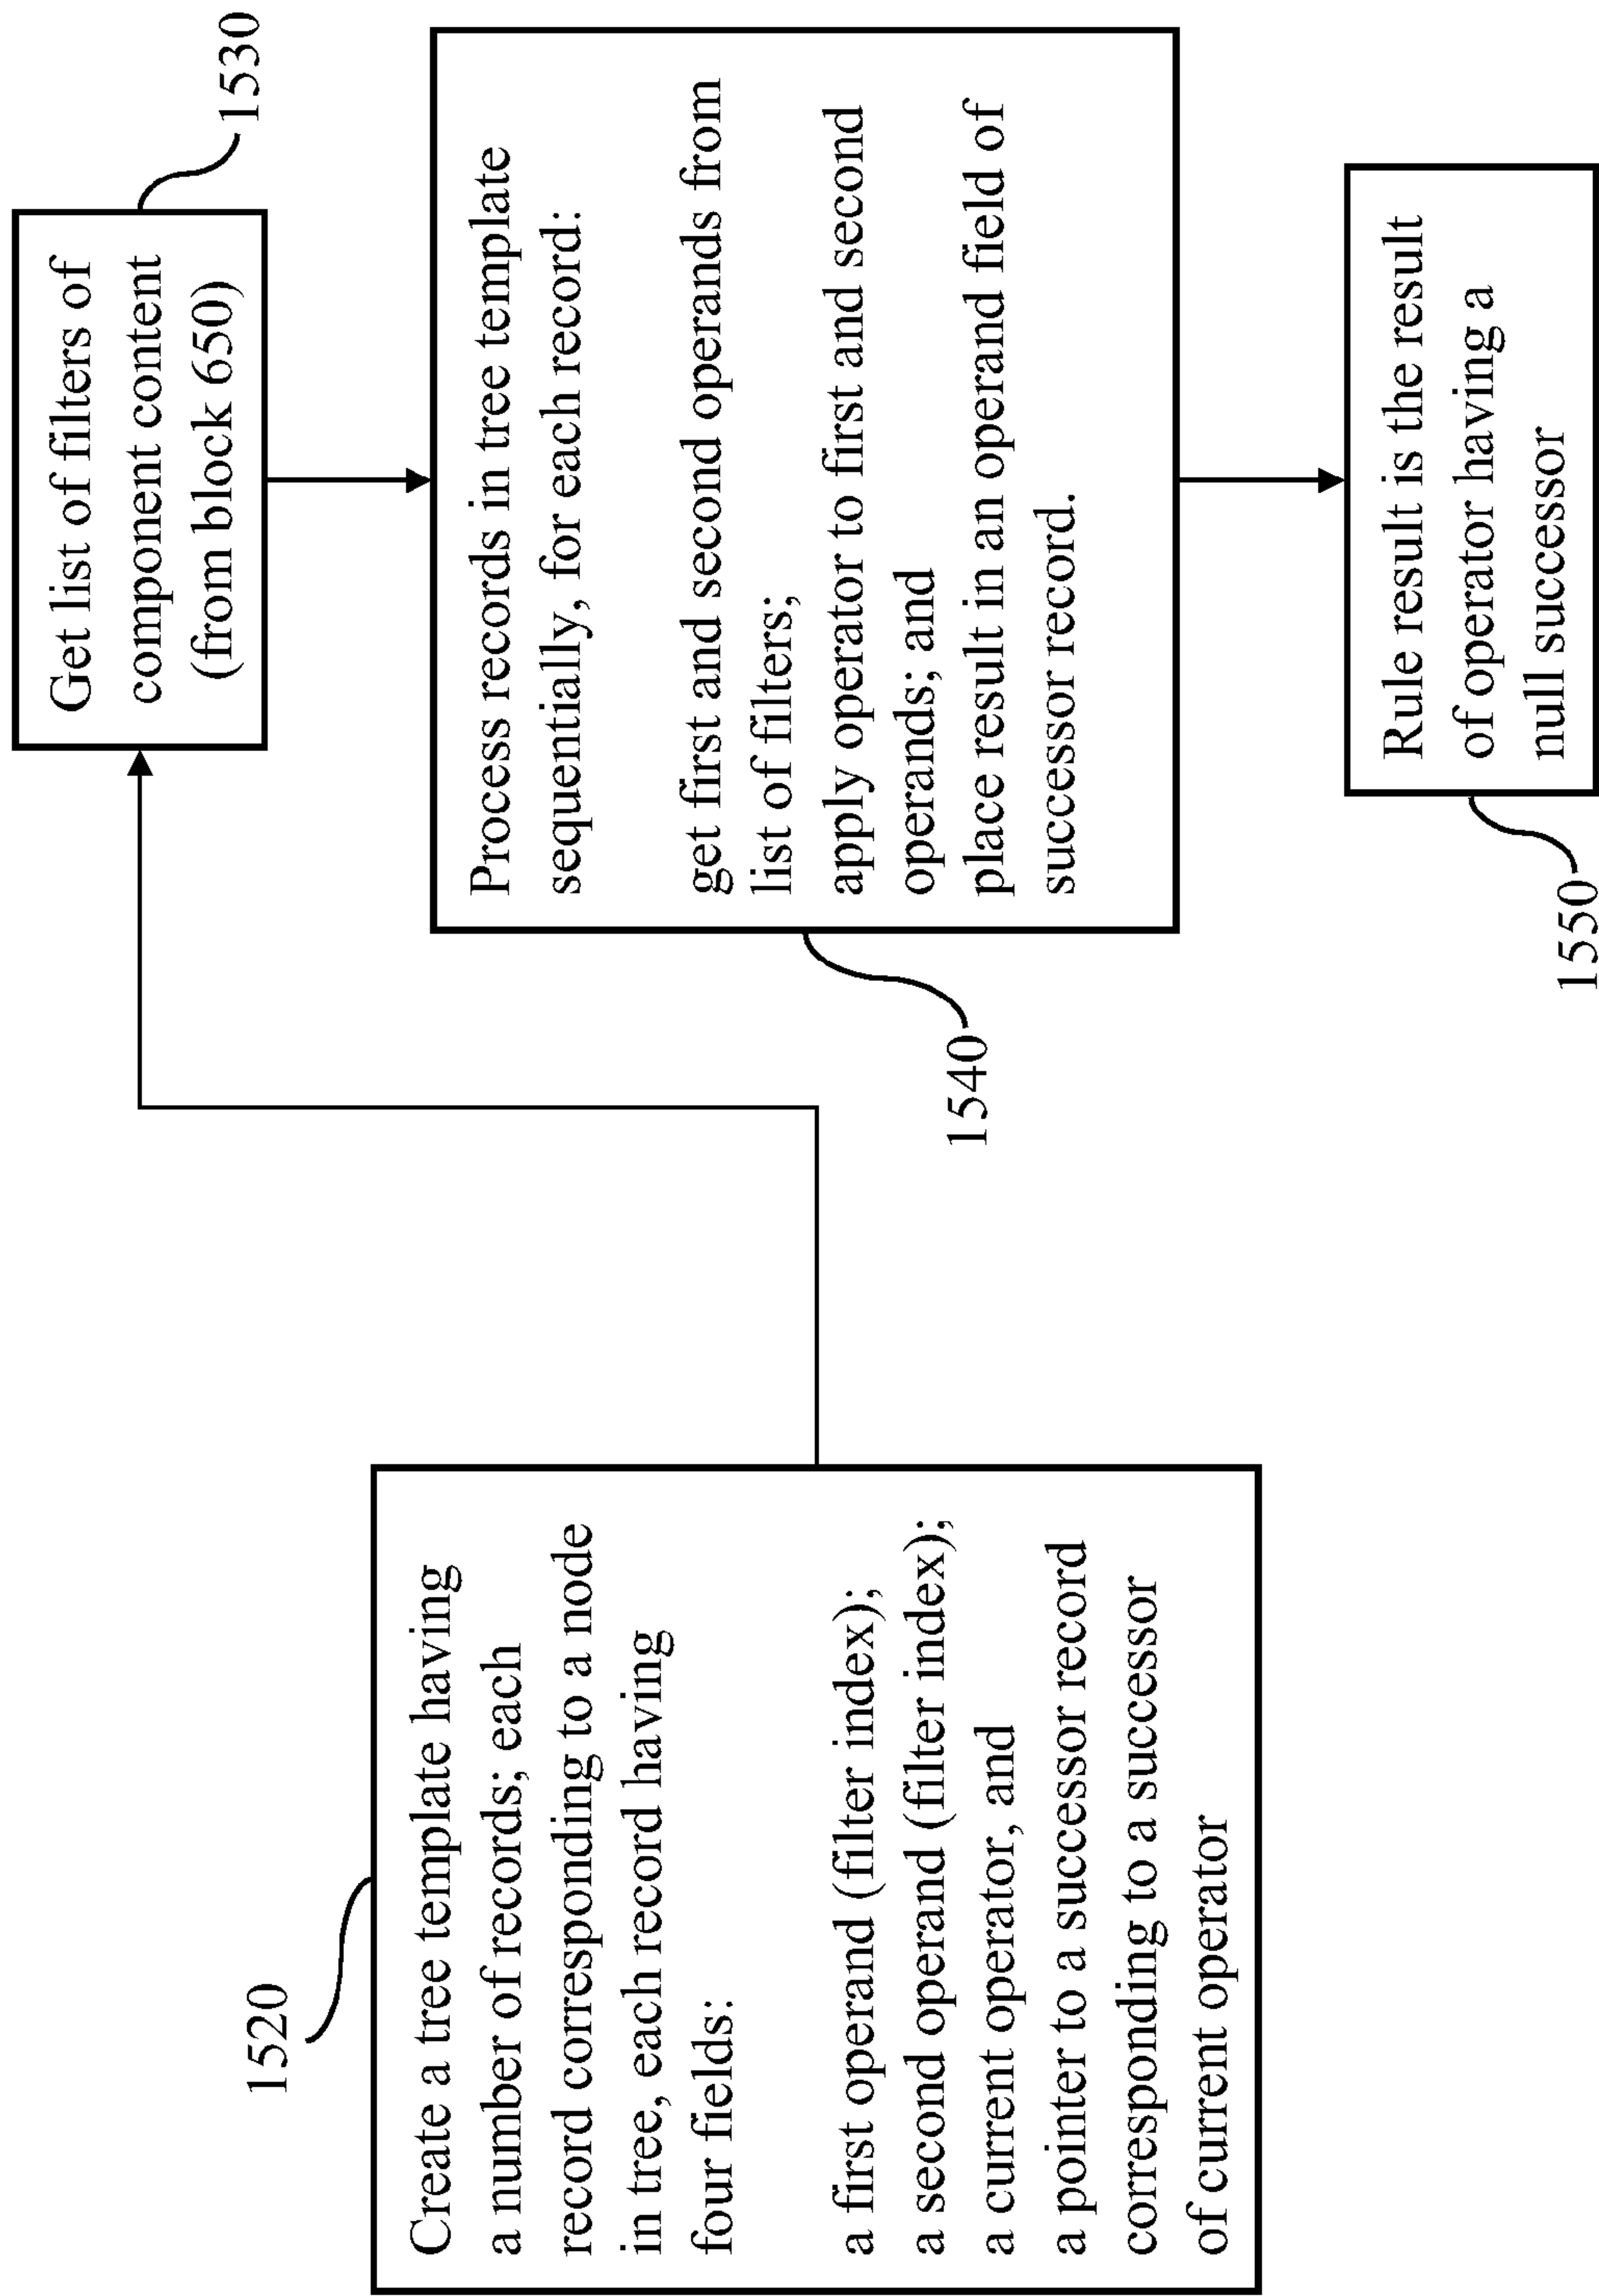 1520
Create a tree template having
a number of records; each
record corresponding to a node
in tree, each record having
four fields:
a first operand (filter index);
a second operand (filter index);
a current operator, and
a pointer to a successor record
corresponding to a successor
of current operator
Get list of filters of
component content
(from block 650)
1530
Process records in tree template
sequentially, for each record:
get first and second operands from
list of filters;
apply operator to first and second
operands; and
place result in an operand field of
successor record.
1540
Rule result is the result
of operator having a
null successor
1550